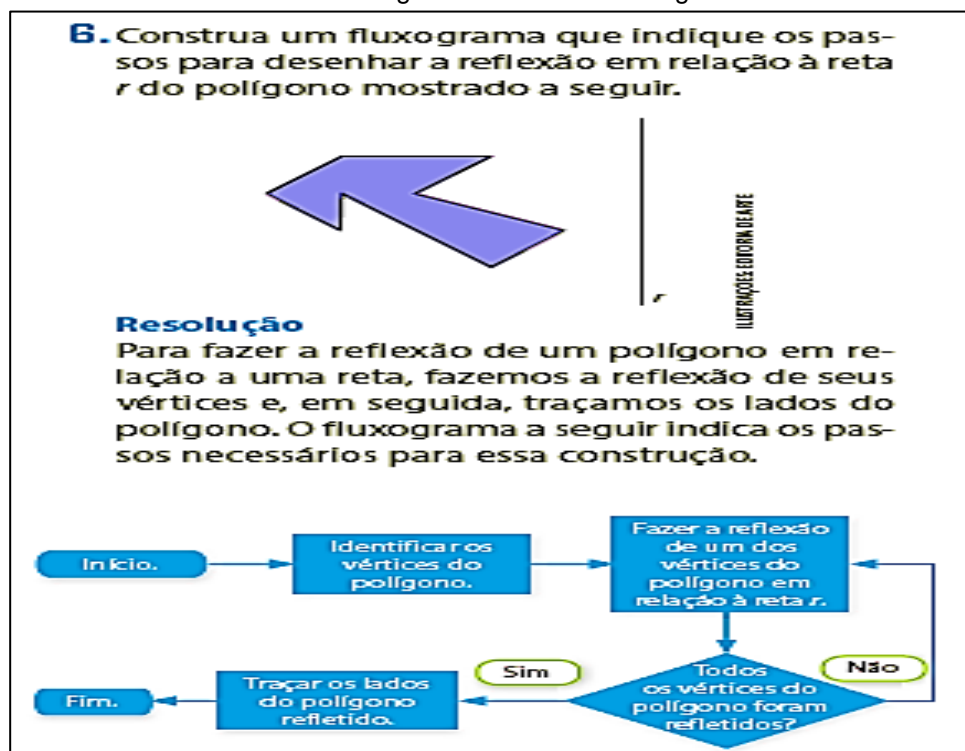 6. Construa um fluxograma que indique os pas-
sos para desenhar a reflexão em relação à reta
r do polígono mostrado a seguir.
r
ILUSTRAÇÕES: EDITORIA DE ARTE
Resolução
Para fazer a reflexão de um polígono em re-
lação a uma reta, fazemos a reflexão de seus
vértices e, em seguida, traçamos os lados do
polígono. O fluxograma a seguir indica os pas-
sos necessários para essa construção.
Início.
Identificar os
vértices do
polígono.
Fazer a reflexão
de um dos
vértices do
polígono em
relação à reta r.
Todos
os vértices do
polígono foram
refletidos?
Não
Sim
Traçar os lados
do polígono
refletido.
Fim.